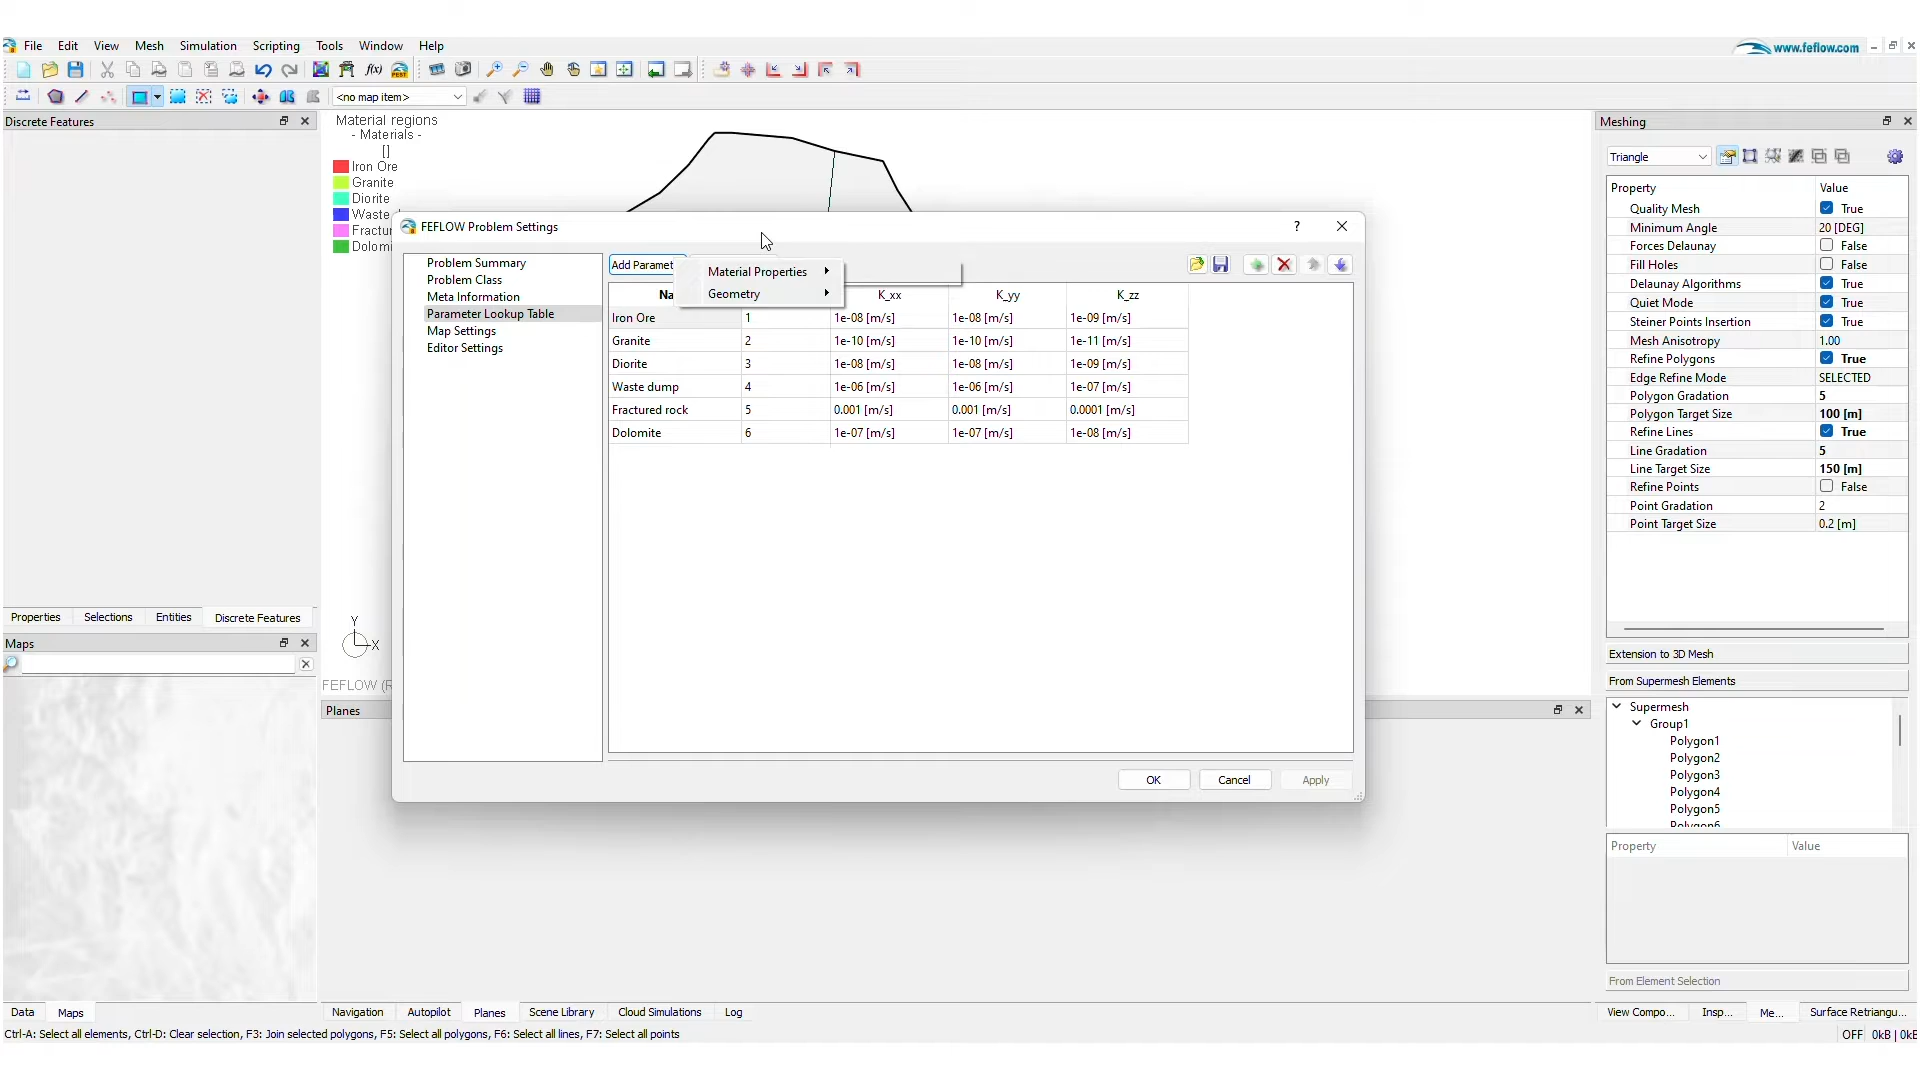 File Edit View Mesh Simulation Scripting Tools Window Help
www.feflow.com
f(x) PEST
<no map item>
Discrete Features
Material regions
- Materials -
[]
Iron Ore
Granite
Diorite
Waste
Fractur
Dolomi
Y
X
FEFLOW (R
Properties Selections Entities Discrete Features
Maps
Data Maps
FEFLOW Problem Settings ?
Problem Summary
Problem Class
Meta Information
Parameter Lookup Table
Map Settings
Editor Settings
Add Paramet
Material Properties
Geometry
Na K_xx K_yy K_zz
Iron Ore 1 1e-08 [m/s] 1e-08 [m/s] 1e-09 [m/s]
Granite 2 1e-10 [m/s] 1e-10 [m/s] 1e-11 [m/s]
Diorite 3 1e-08 [m/s] 1e-08 [m/s] 1e-09 [m/s]
Waste dump 4 1e-06 [m/s] 1e-06 [m/s] 1e-07 [m/s]
Fractured rock 5 0.001 [m/s] 0.001 [m/s] 0.0001 [m/s]
Dolomite 6 1e-07 [m/s] 1e-07 [m/s] 1e-08 [m/s]
OK Cancel Apply
Planes
Navigation Autopilot Planes Scene Library Cloud Simulations Log
Meshing
Triangle
Property Value
Quality Mesh True
Minimum Angle 20 [DEG]
Forces Delaunay False
Fill Holes False
Delaunay Algorithms True
Quiet Mode True
Steiner Points Insertion True
Mesh Anisotropy 1.00
Refine Polygons True
Edge Refine Mode SELECTED
Polygon Gradation 5
Polygon Target Size 100 [m]
Refine Lines True
Line Gradation 5
Line Target Size 150 [m]
Refine Points False
Point Gradation 2
Point Target Size 0.2 [m]
Extension to 3D Mesh
From Supermesh Elements
Supermesh
Group1
Polygon1
Polygon2
Polygon3
Polygon4
Polygon5
Polygon6
Property Value
From Element Selection
View Compo... Insp... Me... Surface Retriangu...
Ctrl-A: Select all elements, Ctrl-D: Clear selection, F3: Join selected polygons, F5: Select all polygons, F6: Select all lines, F7: Select all points
OFF 0kB | 0kB